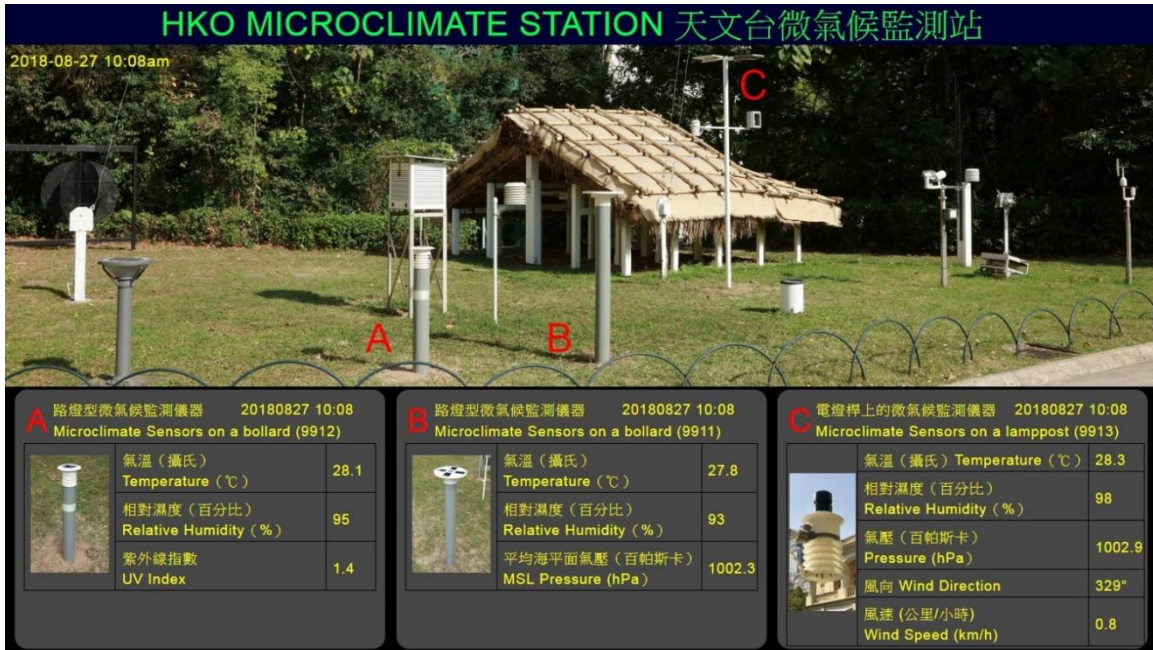 HKO MICROCLIMATE STATION 天文台微氣候監測站
2018-08-27 10:08am
C
A
B
A
路燈型微氣候監測儀器 20180827 10:08
Microclimate Sensors on a bollard (9912)
氣溫（攝氏）
Temperature（℃）
28.1
相對濕度（百分比）
Relative Humidity（%）
95
紫外線指數
UV Index
1.4
B
路燈型微氣候監測儀器 20180827 10:08
Microclimate Sensors on a bollard (9911)
氣溫（攝氏）
Temperature（℃）
27.8
相對濕度（百分比）
Relative Humidity（%）
93
平均海平面氣壓（百帕斯卡）
MSL Pressure (hPa）
1002.3
C
電燈桿上的微氣候監測儀器 20180827 10:08
Microclimate Sensors on a lamppost (9913)
氣溫（攝氏）Temperature（℃） 28.3
相對濕度（百分比）
Relative Humidity（%）
98
氣壓（百帕斯卡）
Pressure (hPa)
1002.9
風向 Wind Direction 329°
風速 (公里/小時)
Wind Speed (km/h)
0.8